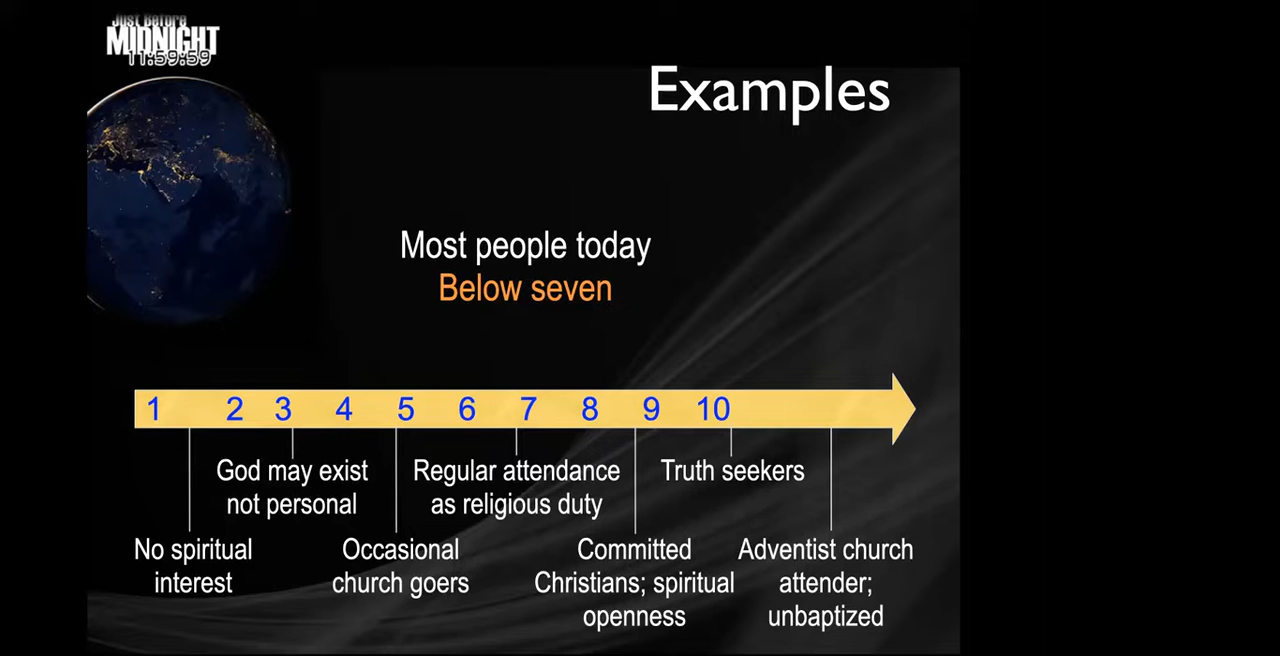 Just Before
MIDNIGHT
11:59:59
Examples
Most people today
Below seven
1 2 3 4 5 6 7 8 9 10
God may exist
not personal
Regular attendance
as religious duty
Truth seekers
No spiritual
interest
Occasional
church goers
Committed
Christians; spiritual
openness
Adventist church
attender;
unbaptized